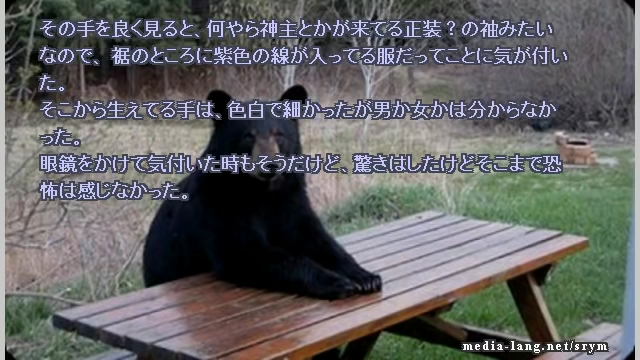 その手を良く見ると、何やら神主とかが来てる正装？の袖みたい
なので、 裾のところに紫色の線が入ってる服だってことに気が付い
た。
そこから生えてる手は、色白で細かったが男か女かは分からなか
った。
眼鏡をかけて気付いた時もそうだけど、驚きはしたけどそこまで恐
怖は感じなかった。
media-lang.net/srym